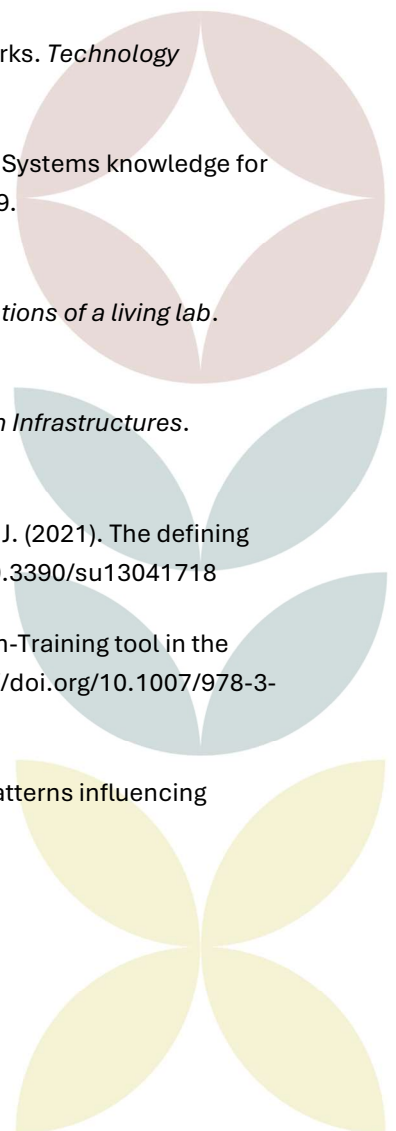 rks. Technology
Systems knowledge for
9.
tions of a living lab.
n Infrastructures.
J. (2021). The defining
0.3390/su13041718
n-Training tool in the
//doi.org/10.1007/978-3-
atterns influencing